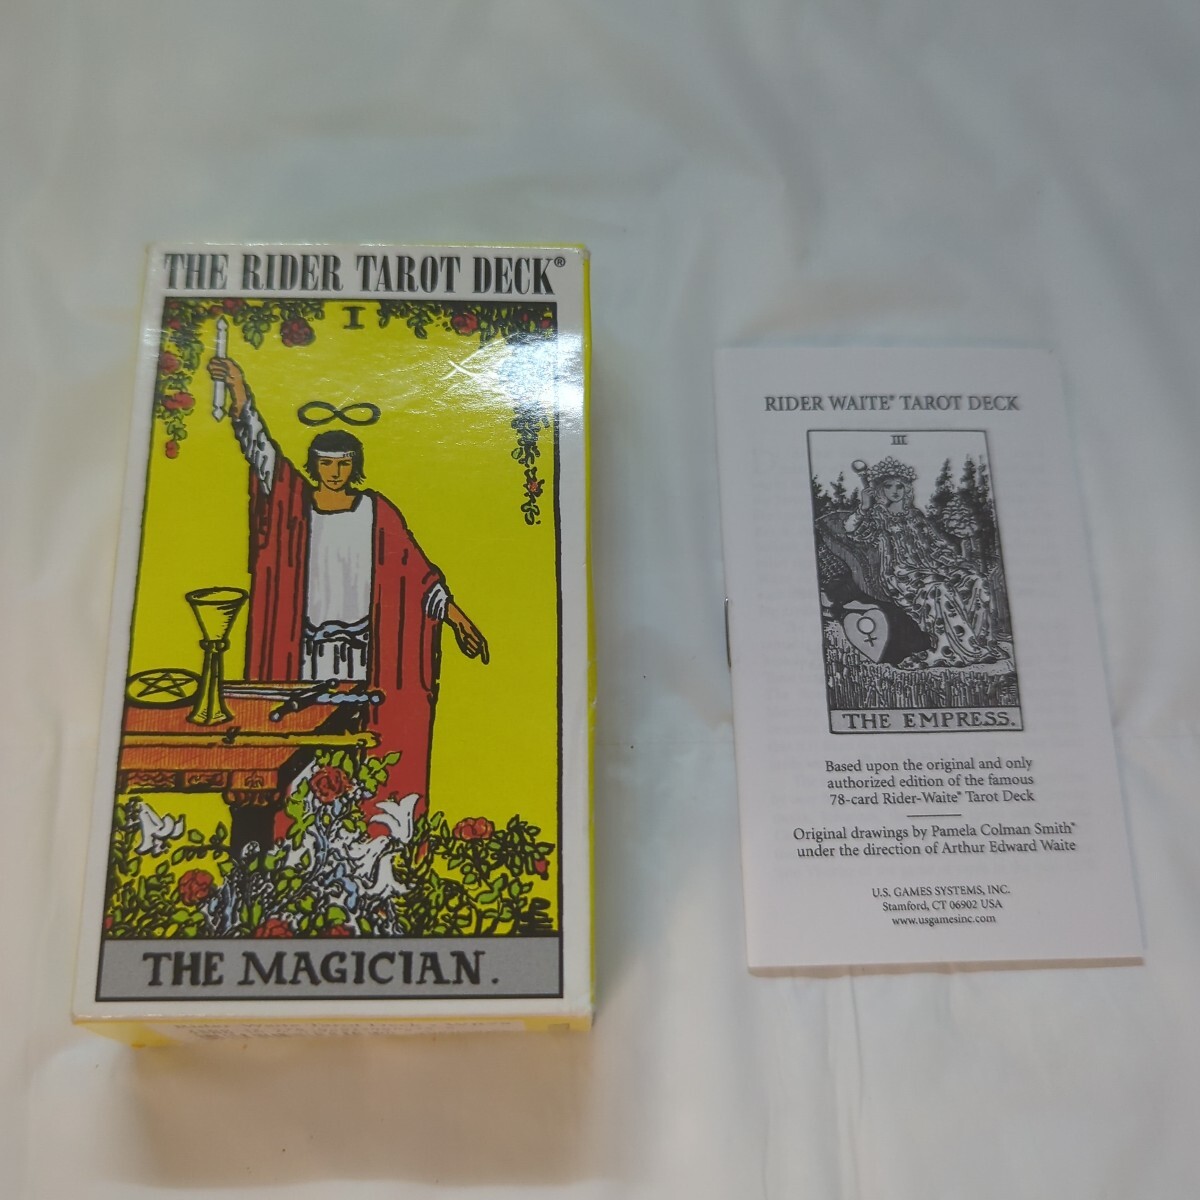 THE RIDER TAROT DECK®
I
THE MAGICIAN.
RIDER WAITE® TAROT DECK
III
THE EMPRESS.
Based upon the original and only
authorized edition of the famous
78-card Rider-Waite® Tarot Deck
Original drawings by Pamela Colman Smith®
under the direction of Arthur Edward Waite
U.S. GAMES SYSTEMS, INC.
Stamford, CT 06902 USA
www.usgamesinc.com